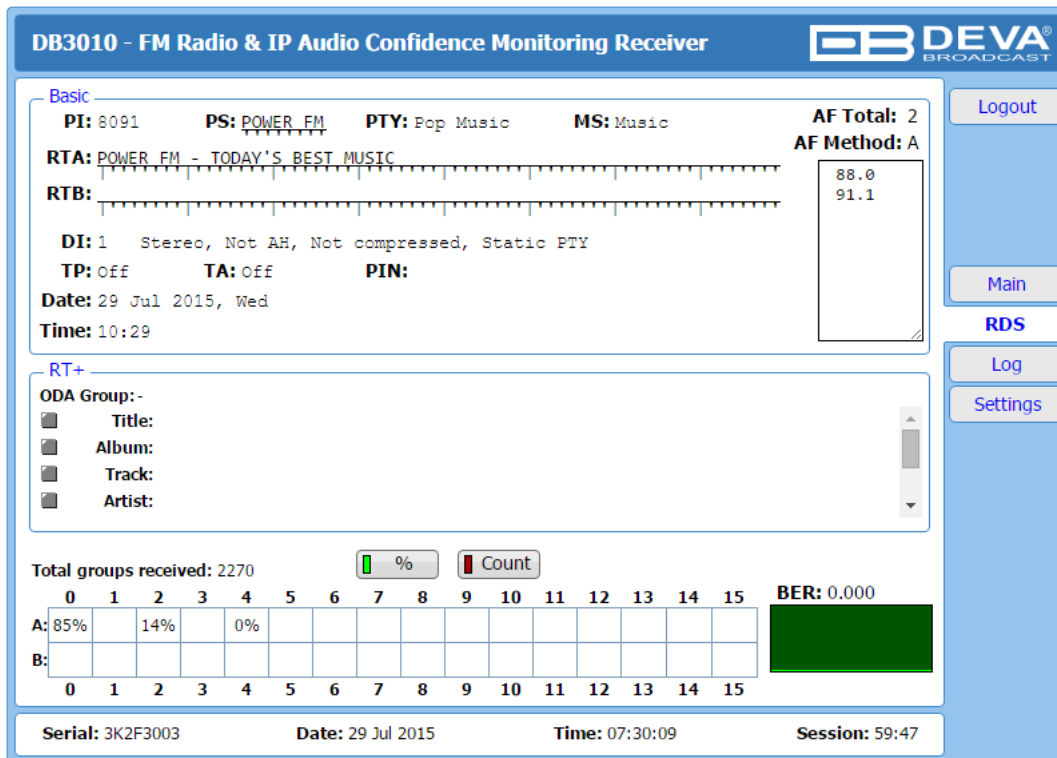 DB3010 - FM Radio & IP Audio Confidence Monitoring Receiver
DEVA®
BROADCAST
Logout
Main
RDS
Log
Settings
Basic
PI: 8091 PS: POWER FM PTY: Pop Music MS: Music
RTA: POWER FM - TODAY'S BEST MUSIC
RTB:
DI: 1 Stereo, Not AH, Not compressed, Static PTY
TP: Off TA: Off PIN:
Date: 29 Jul 2015, Wed
Time: 10:29
AF Total: 2
AF Method: A
88.0
91.1
RT+
ODA Group: -
Title:
Album:
Track:
Artist:
Total groups received: 2270 % Count
0 1 2 3 4 5 6 7 8 9 10 11 12 13 14 15
A: 85% 14% 0%
B:
0 1 2 3 4 5 6 7 8 9 10 11 12 13 14 15
BER: 0.000
Serial: 3K2F3003 Date: 29 Jul 2015 Time: 07:30:09 Session: 59:47